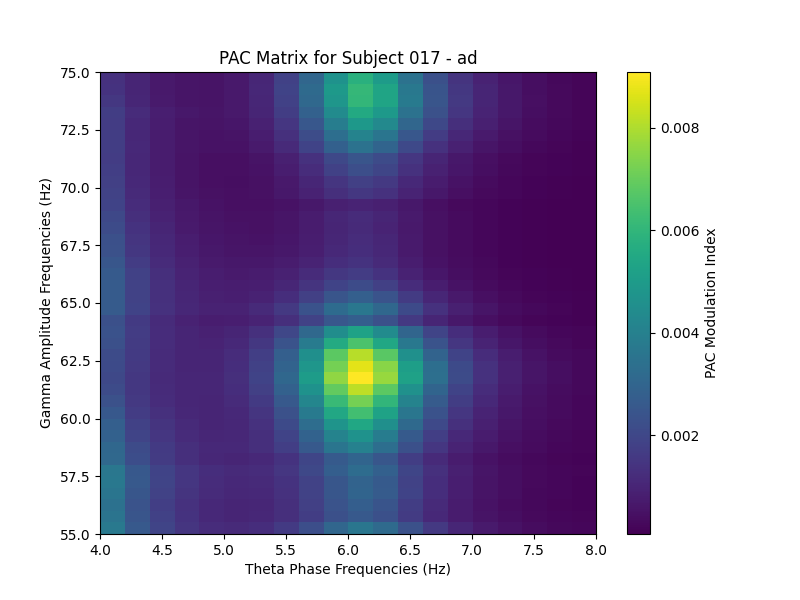 PAC Matrix for Subject 017 - ad
75.0
72.5
70.0
67.5
65.0
62.5
60.0
57.5
55.0
Gamma Amplitude Frequencies (Hz)
4.0 4.5 5.0 5.5 6.0 6.5 7.0 7.5 8.0
Theta Phase Frequencies (Hz)
0.008
0.006
0.004
0.002
PAC Modulation Index